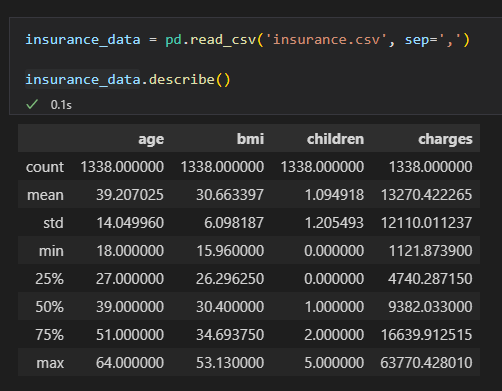 insurance_data = pd.read_csv('insurance.csv', sep=',')
insurance_data.describe()
0.1s
age bmi children charges
count 1338.000000 1338.000000 1338.000000 1338.000000
mean 39.207025 30.663397 1.094918 13270.422265
std 14.049960 6.098187 1.205493 12110.011237
min 18.000000 15.960000 0.000000 1121.873900
25% 27.000000 26.296250 0.000000 4740.287150
50% 39.000000 30.400000 1.000000 9382.033000
75% 51.000000 34.693750 2.000000 16639.912515
max 64.000000 53.130000 5.000000 63770.428010